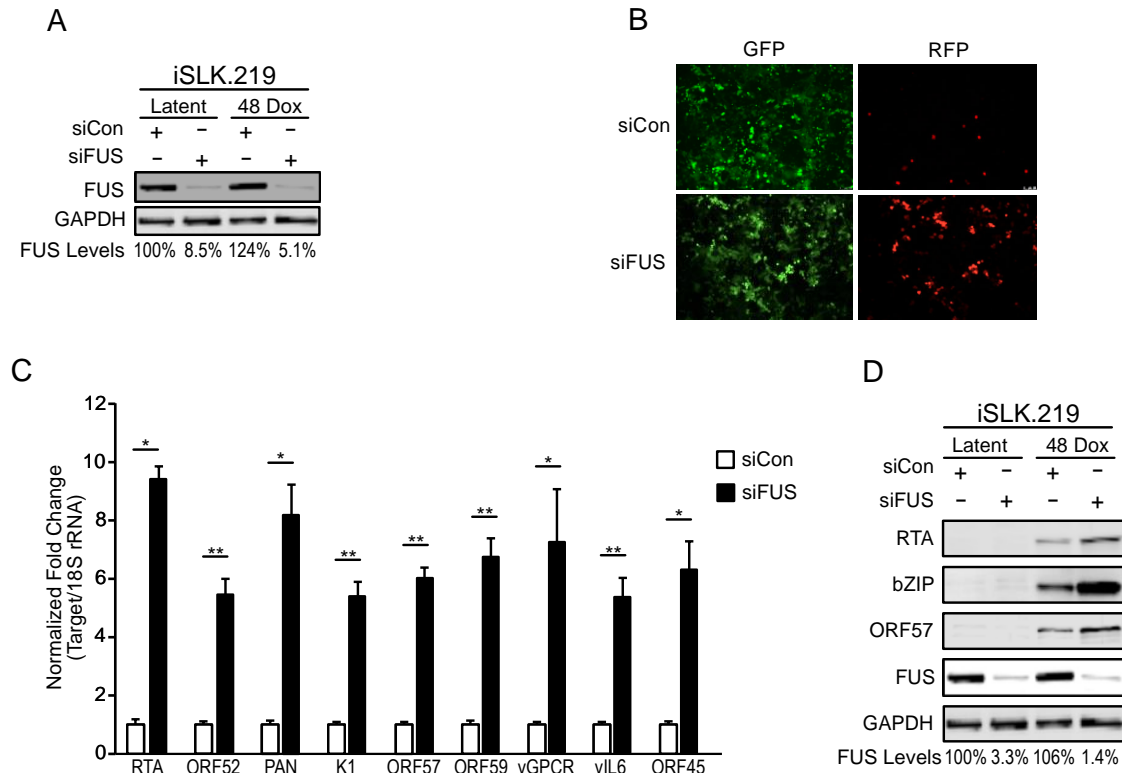 A
iSLK.219
Latent 48 Dox
siCon + – + –
siFUS – + – +
FUS
GAPDH
FUS Levels 100% 8.5% 124% 5.1%
B
GFP RFP
siCon
siFUS
C
Normalized Fold Change
(Target/18S rRNA)
12
10
8
6
4
2
0
* ** * ** ** ** * ** *
RTA ORF52 PAN K1 ORF57 ORF59 vGPCR vIL6 ORF45
siCon
siFUS
D
iSLK.219
Latent 48 Dox
siCon + – + –
siFUS – + – +
RTA
bZIP
ORF57
FUS
GAPDH
FUS Levels 100% 3.3% 106% 1.4%